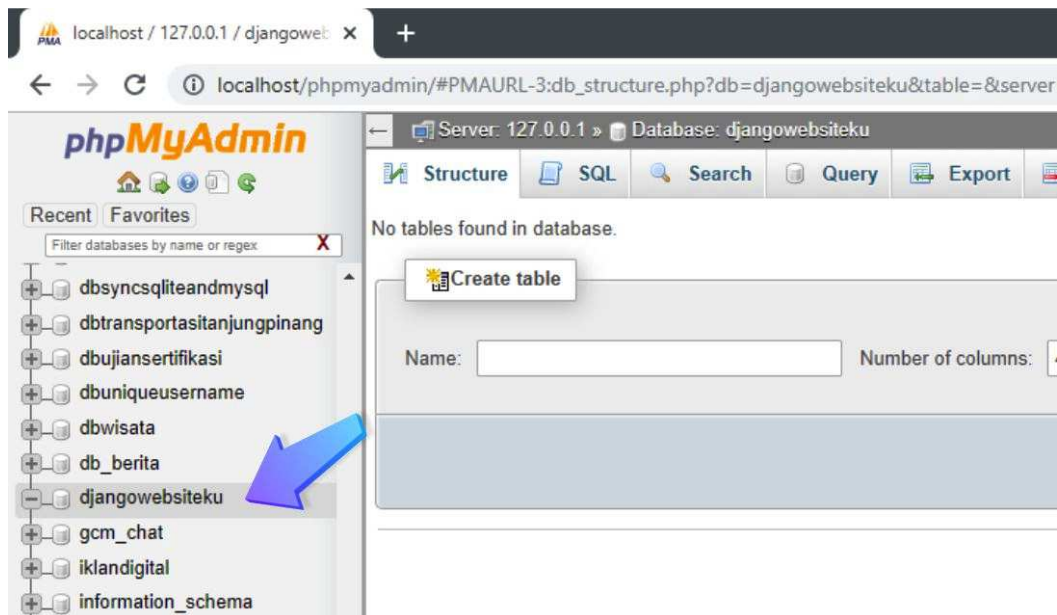 localhost / 127.0.0.1 / djangoweb
localhost/phpmyadmin/#PMAURL-3:db_structure.php?db=djangowebsiteku&table=&server
phpMyAdmin
Recent Favorites
Filter databases by name or regex X
dbsyncsqliteandmysql
dbtransportasitanjungpinang
dbujiansertifikasi
dbuniqueusername
dbwisata
db_berita
djangowebsiteku
gcm_chat
iklandigital
information_schema
Server: 127.0.0.1 » Database: djangowebsiteku
Structure SQL Search Query Export
No tables found in database.
Create table
Name: Number of columns: